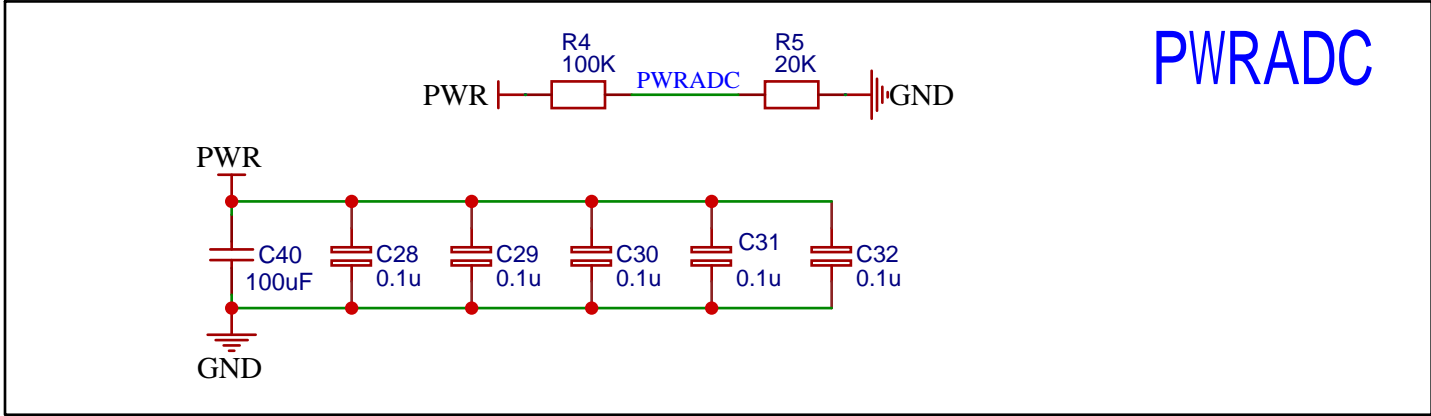 PWRADC
R4
100K
R5
20K
PWR
PWRADC
GND
PWR
C40
100uF
C28
0.1u
C29
0.1u
C30
0.1u
C31
0.1u
C32
0.1u
GND